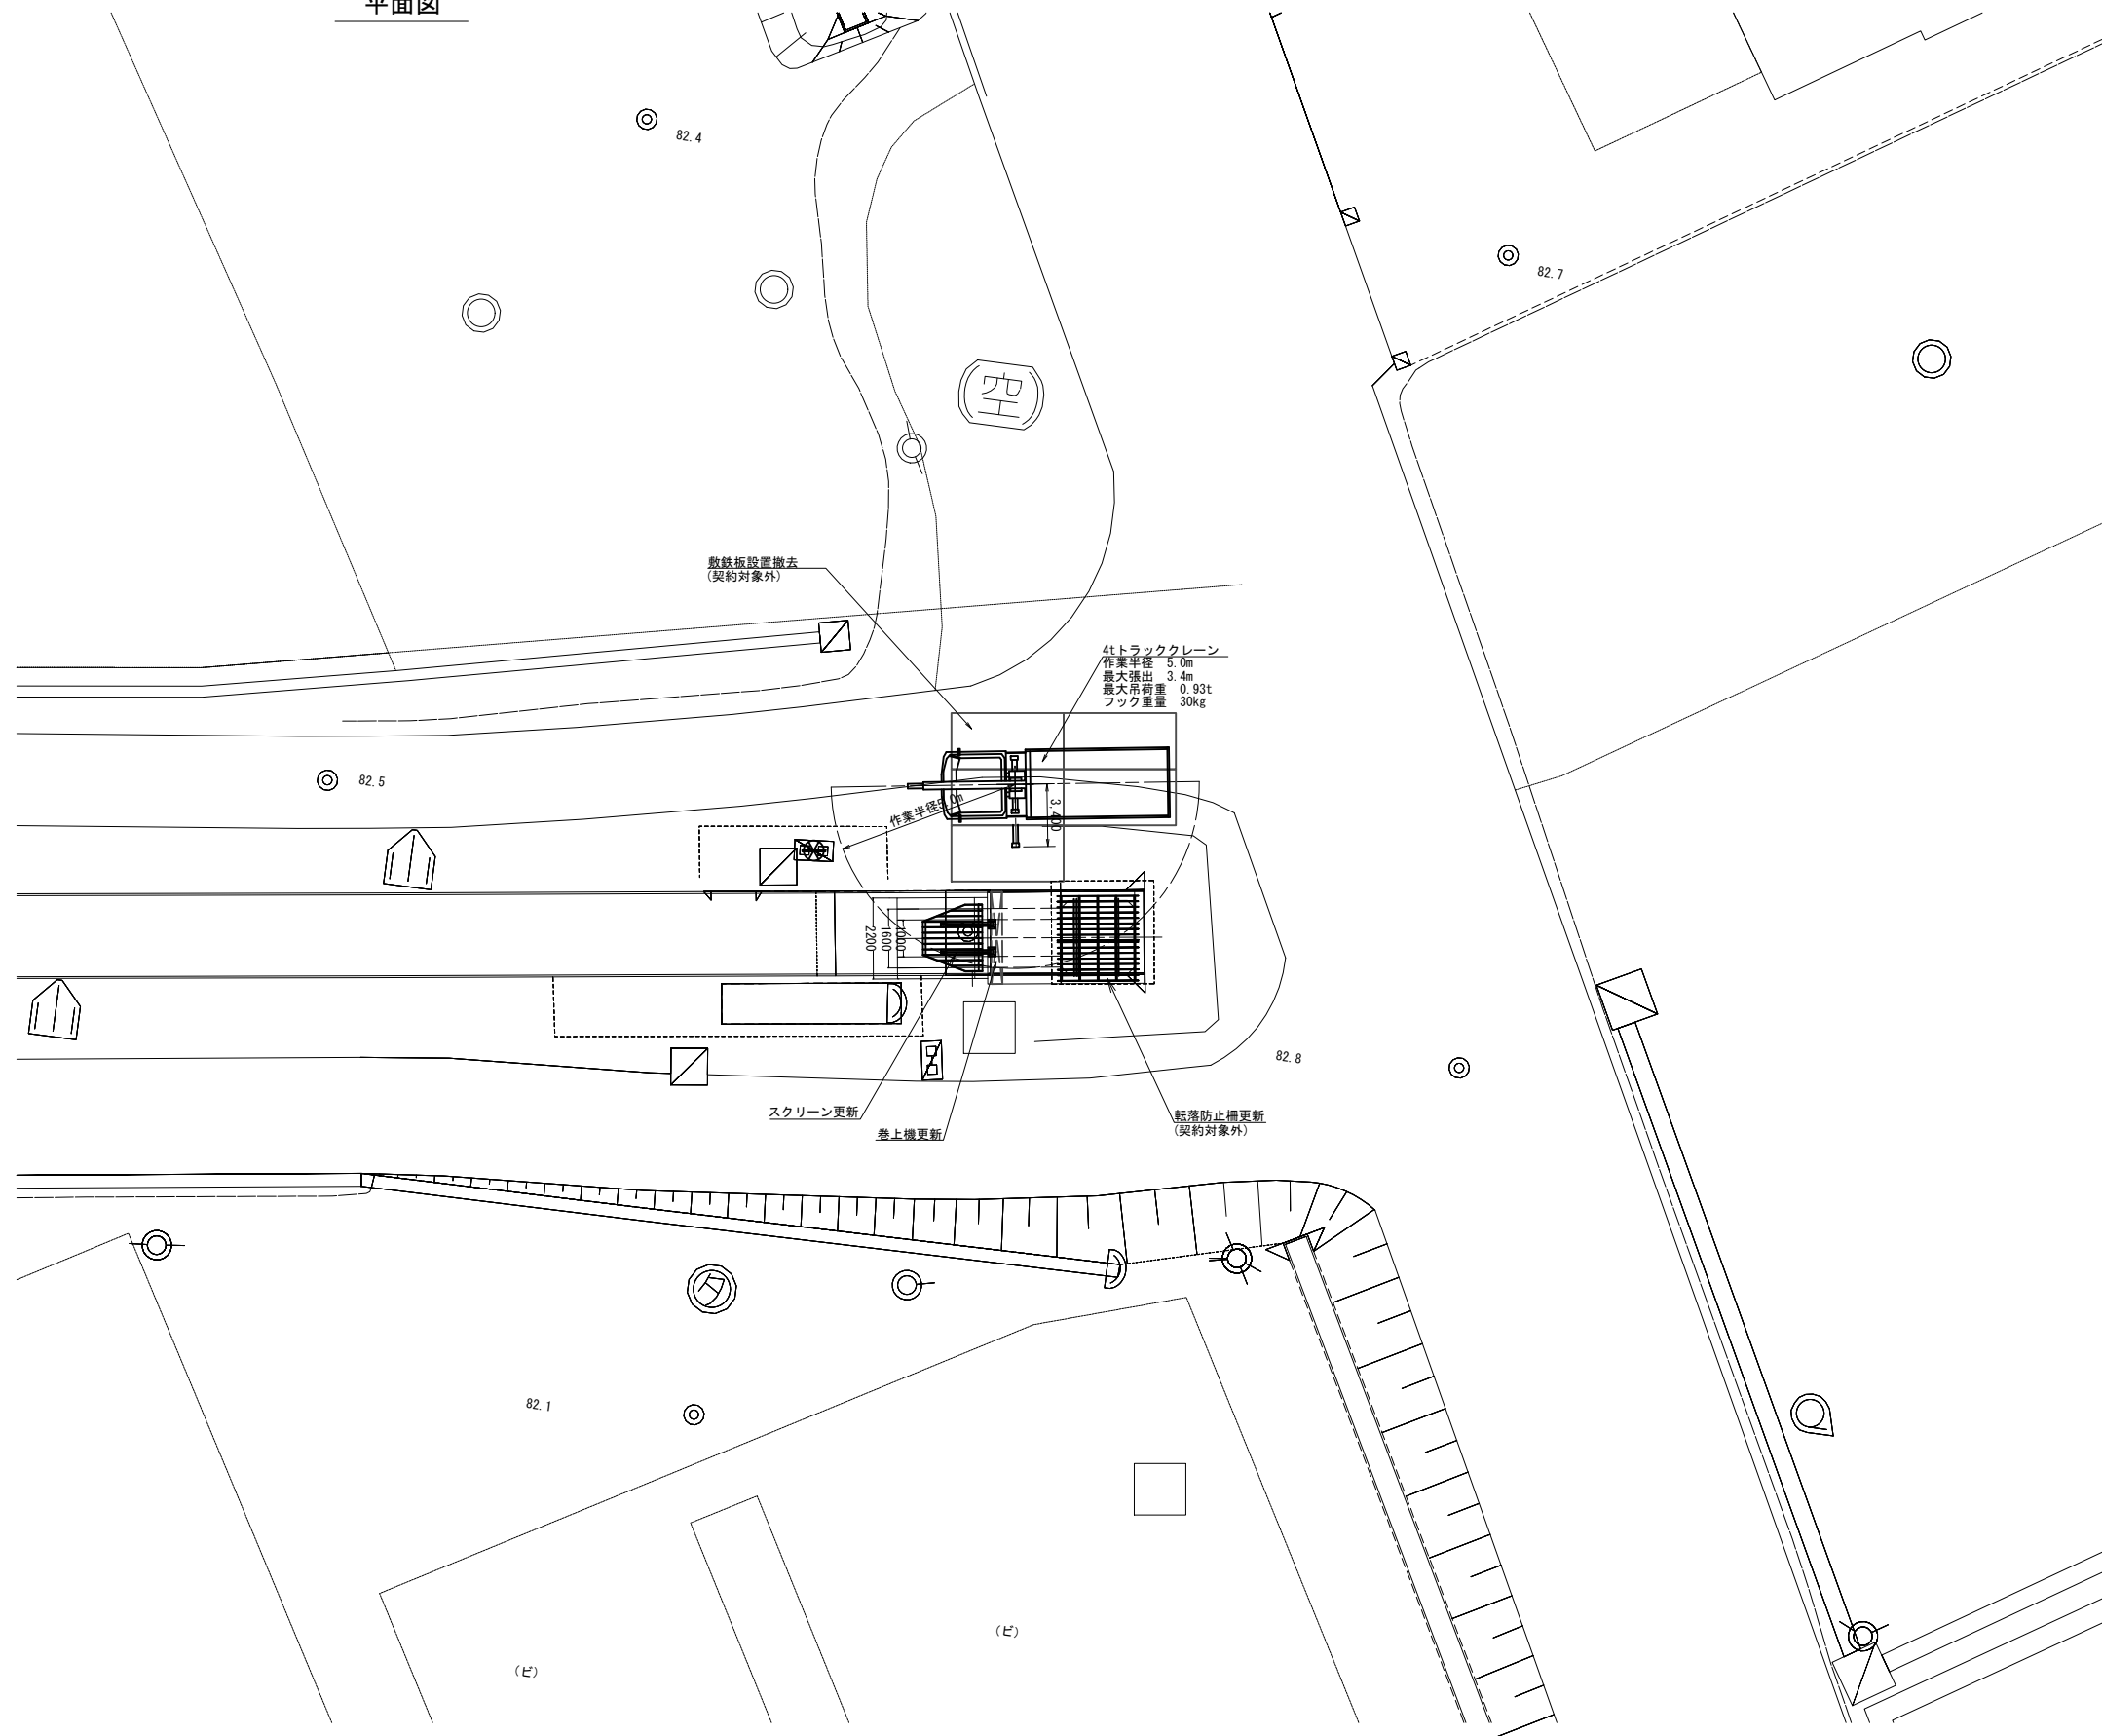 平面図
82.4
82.7
空
敷鉄板設置撤去
(契約対象外)
4tトラッククレーン
作業半径 5.0m
最大張出 3.4m
最大吊荷重 0.93t
フック重量 30kg
82.5
作業半径5.0m
3,400
2200
1600
1000
82.8
スクリーン更新
巻上機更新
転落防止柵更新
(契約対象外)
82.1
(ビ)
(ビ)